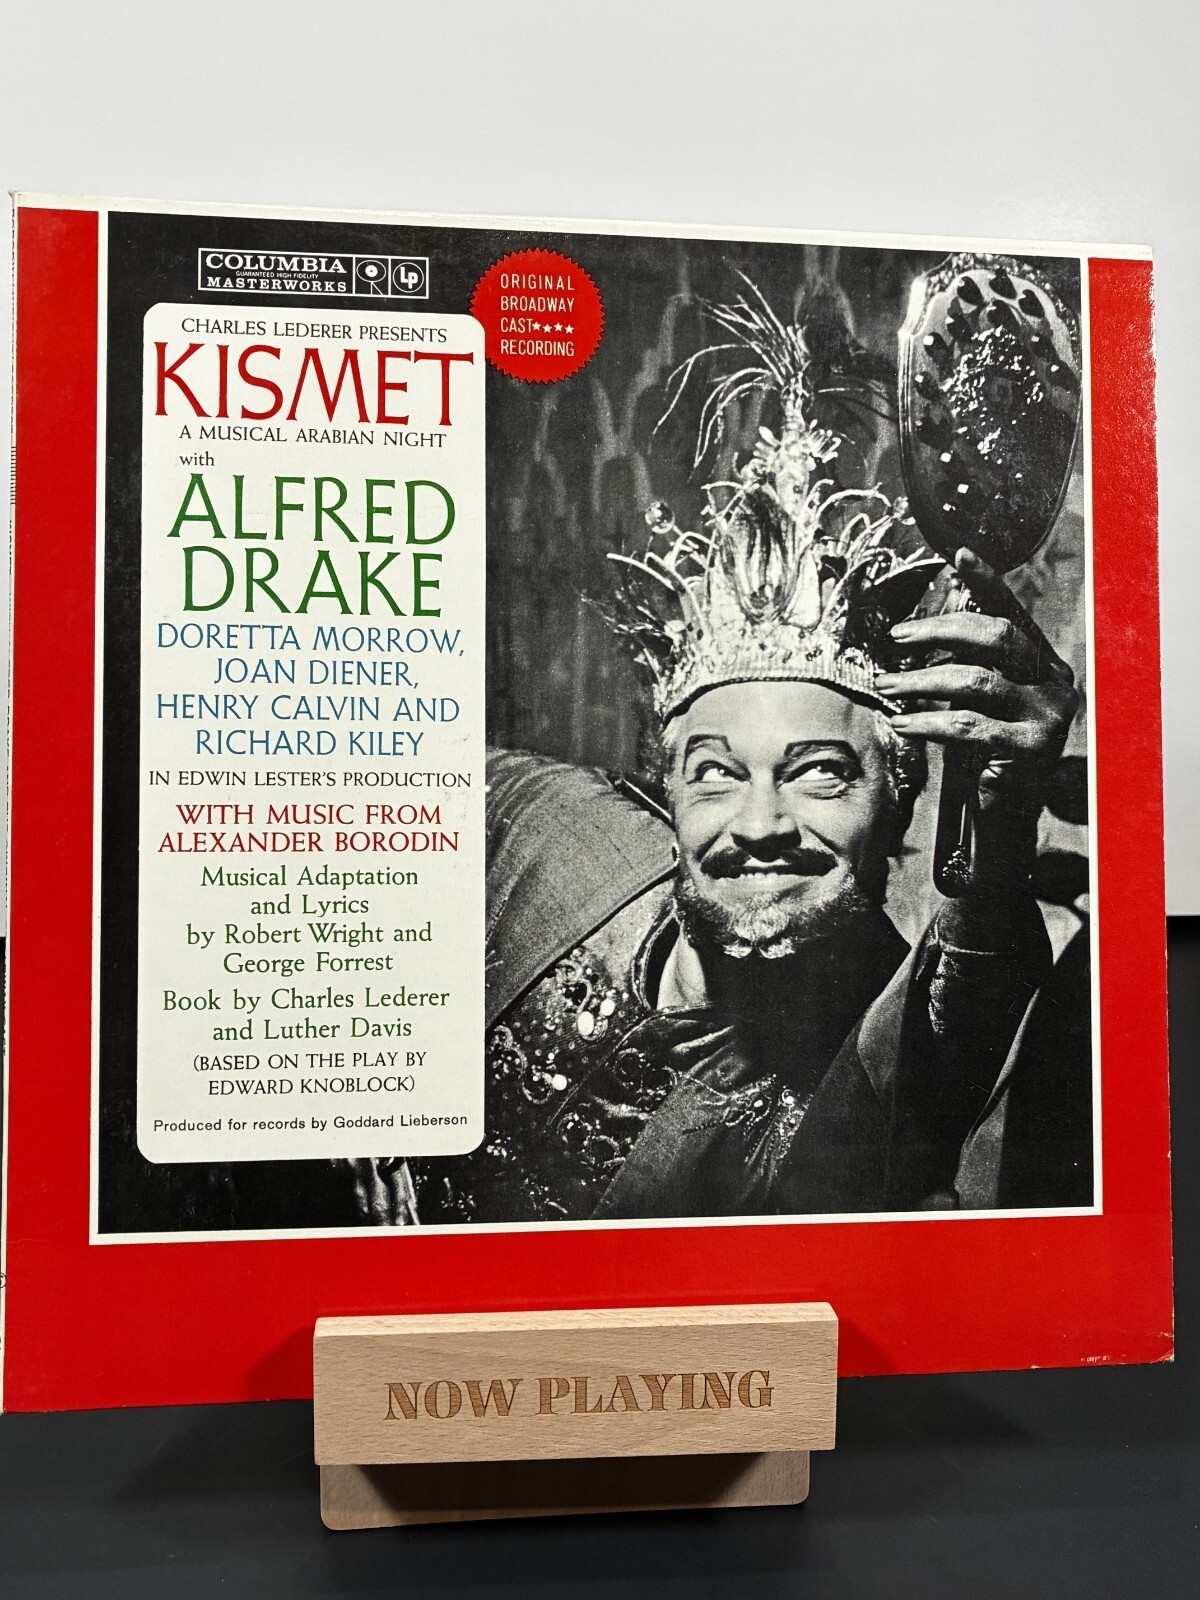 COLUMBIA
GUARANTEED HIGH FIDELITY
MASTERWORKS
Lp
ORIGINAL
BROADWAY
CAST★★★★
RECORDING
CHARLES LEDERER PRESENTS
KISMET
A MUSICAL ARABIAN NIGHT
with
ALFRED
DRAKE
DORETTA MORROW,
JOAN DIENER,
HENRY CALVIN AND
RICHARD KILEY
IN EDWIN LESTER'S PRODUCTION
WITH MUSIC FROM
ALEXANDER BORODIN
Musical Adaptation
and Lyrics
by Robert Wright and
George Forrest
Book by Charles Lederer
and Luther Davis
(BASED ON THE PLAY BY
EDWARD KNOBLOCK)
Produced for records by Goddard Lieberson
NOW PLAYING